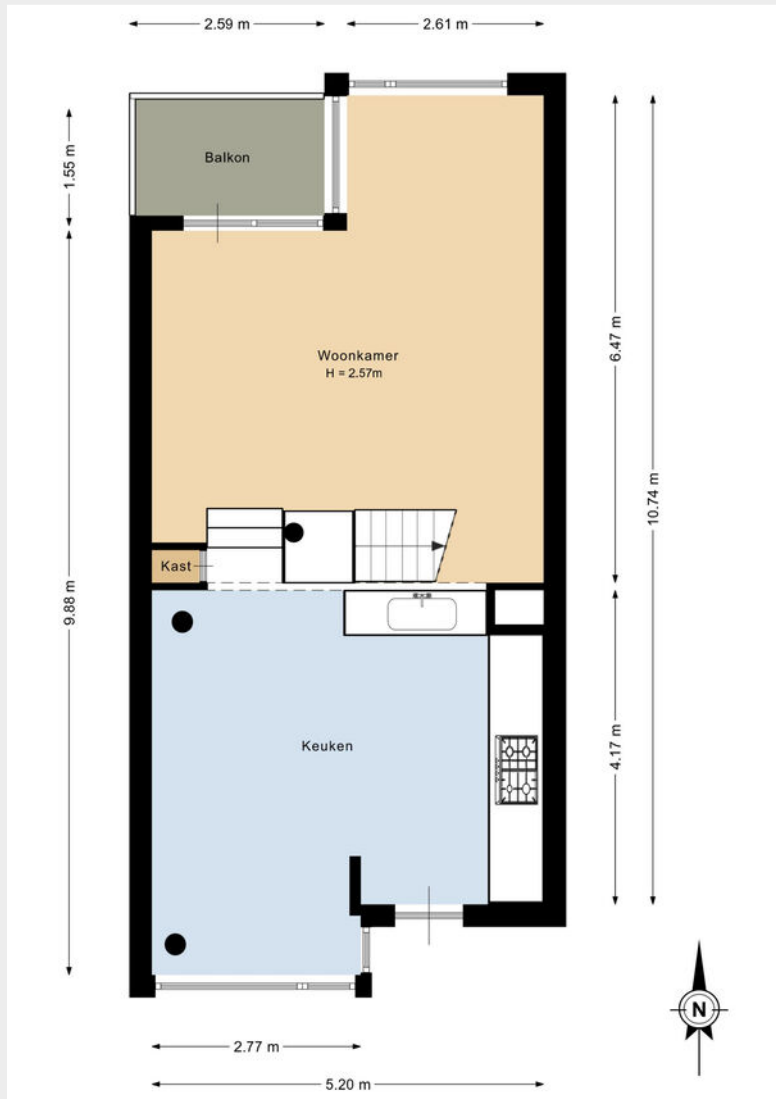 2.59 m
2.61 m
1.55 m
Balkon
Woonkamer
H = 2.57m
6.47 m
10.74 m
Kast
9.88 m
Keuken
4.17 m
N
2.77 m
5.20 m